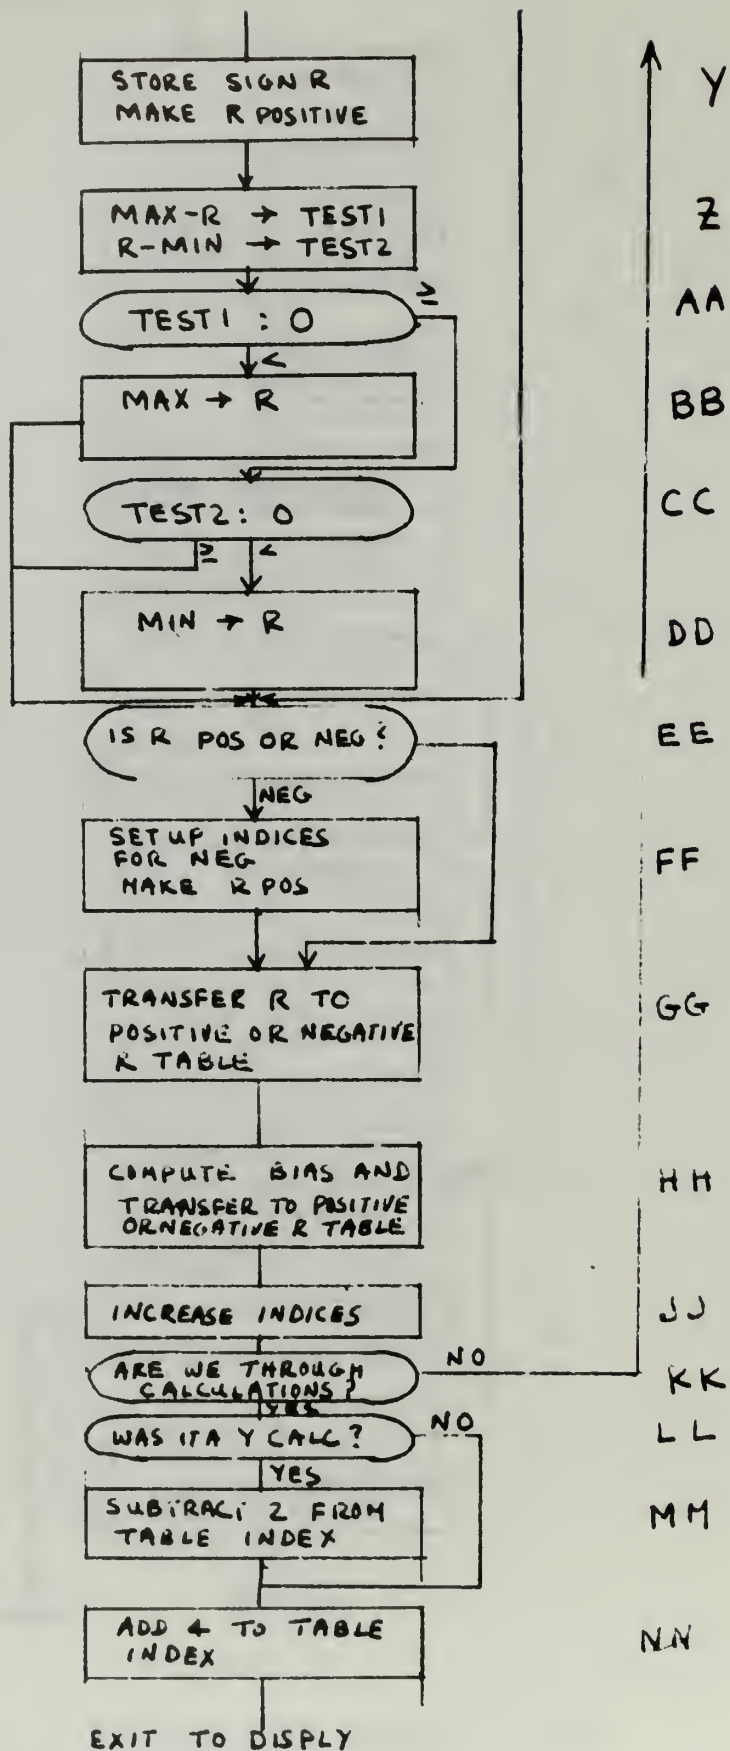 STORE SIGN R
MAKE R POSITIVE
Y
MAX-R → TEST1
R-MIN → TEST2
Z
TEST1 : 0
≥
AA
<
MAX → R
BB
TEST2: 0
CC
≥
<
MIN → R
DD
IS R POS OR NEG?
EE
NEG
SET UP INDICES
FOR NEG
MAKE R POS
FF
TRANSFER R TO
POSITIVE OR NEGATIVE
R TABLE
GG
COMPUTE BIAS AND
TRANSFER TO POSITIVE
OR NEGATIVE R TABLE
HH
INCREASE INDICES
JJ
ARE WE THROUGH
CALCULATIONS?
NO
KK
YES
WAS IT A Y CALC?
NO
LL
YES
SUBTRACT 2 FROM
TABLE INDEX
MM
ADD 4 TO TABLE
INDEX
NN
EXIT TO DISPLY